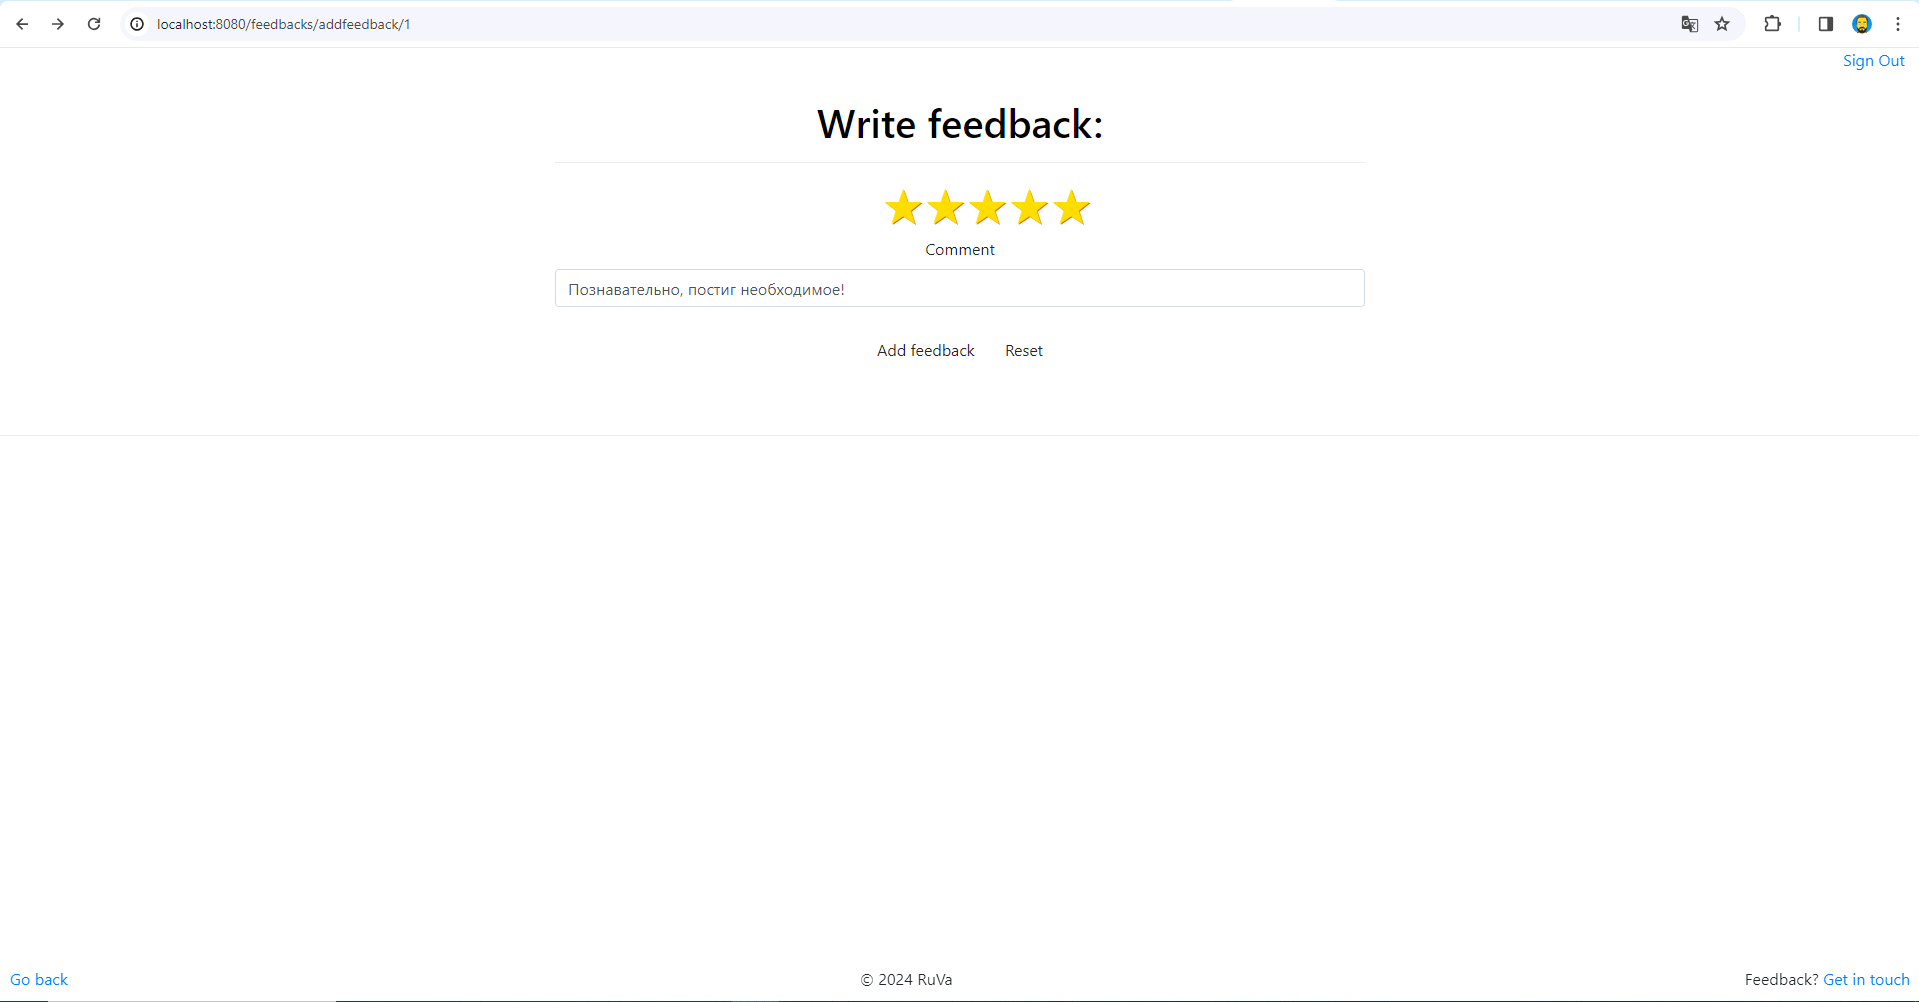 localhost:8080/feedbacks/addfeedback/1
Sign Out
Write feedback:
Comment
Познавательно, постиг необходимое!
Add feedback Reset
Go back © 2024 RuVa Feedback? Get in touch